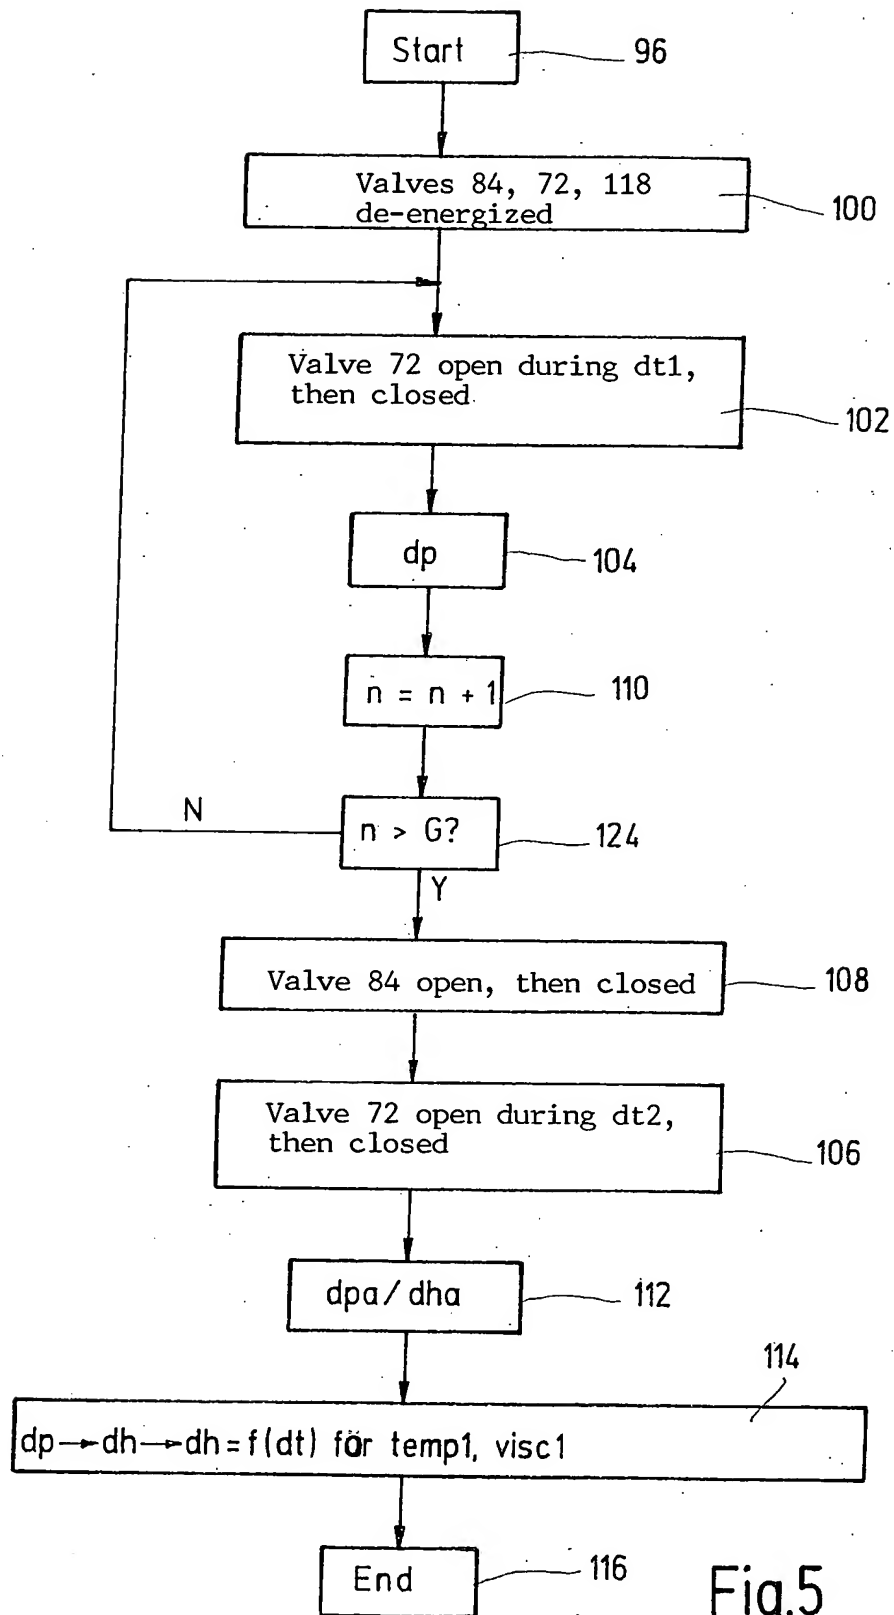 Start
96
Valves 84, 72, 118
de-energized
100
Valve 72 open during dt1,
then closed
102
dp
104
n = n + 1
110
n > G?
124
N
Y
Valve 84 open, then closed
108
Valve 72 open during dt2,
then closed
106
dpa/dha
112
114
dp→dh→dh=f(dt) for temp1, visc1
End
116
Fig.5